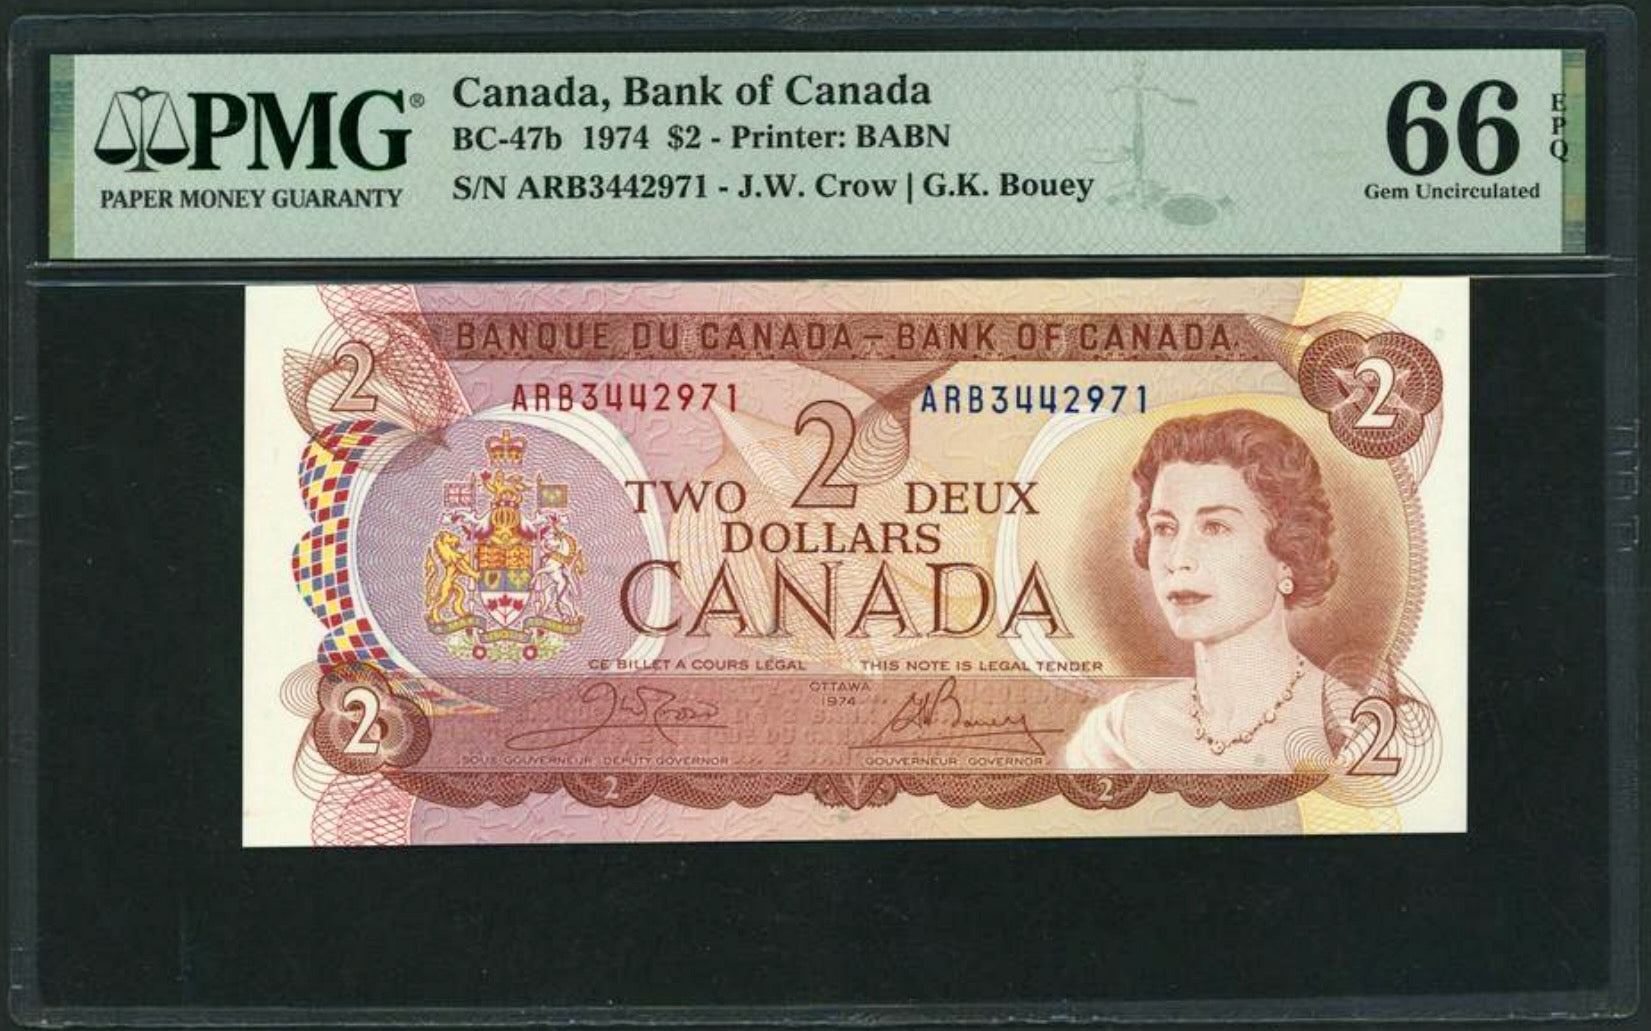 PMG®
PAPER MONEY GUARANTY
Canada, Bank of Canada
BC-47b 1974 $2 - Printer: BABN
S/N ARB3442971 - J.W. Crow | G.K. Bouey
66
EPQ
Gem Uncirculated
BANQUE DU CANADA – BANK OF CANADA
2 2
ARB3442971 ARB3442971
2
TWO DEUX
DOLLARS
CANADA
CE BILLET A COURS LÉGAL THIS NOTE IS LEGAL TENDER
OTTAWA
1974
2 2
SOUS-GOUVERNEUR DEPUTY GOVERNOR GOUVERNEUR GOVERNOR
2 2